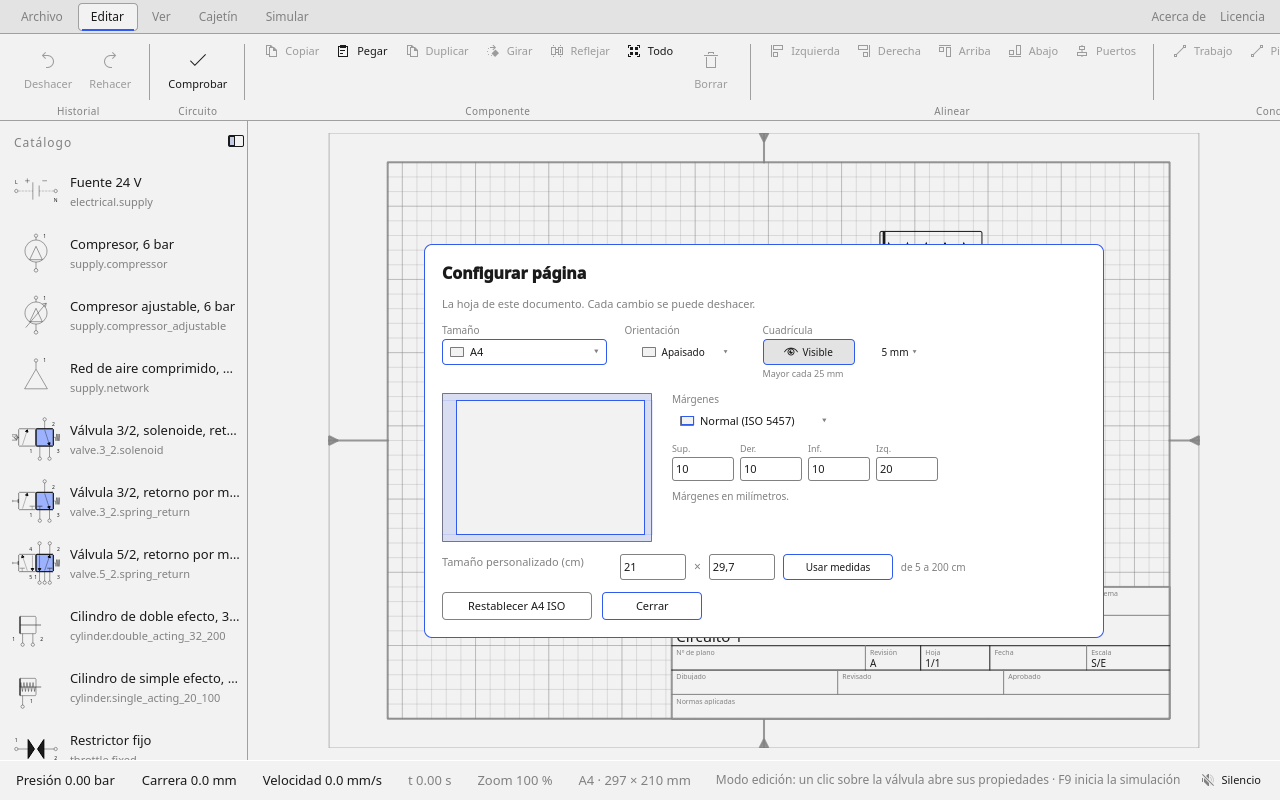 Archivo Editar Ver Cajetín Simular Acerca de Licencia
Copiar Pegar Duplicar Girar Reflejar Todo Izquierda Derecha Arriba Abajo Puertos Trabajo
Deshacer Rehacer Comprobar Borrar
Historial Circuito Componente Alinear
Catálogo
Fuente 24 V
electrical.supply
Compresor, 6 bar
supply.compressor
Compresor ajustable, 6 bar
supply.compressor_adjustable
Red de aire comprimido, ...
supply.network
Válvula 3/2, solenoide, ret...
valve.3_2.solenoid
Válvula 3/2, retorno por m...
valve.3_2.spring_return
Válvula 5/2, retorno por m...
valve.5_2.spring_return
Cilindro de doble efecto, 3...
cylinder.double_acting_32_200
Cilindro de simple efecto, ...
cylinder.single_acting_20_100
Restrictor fijo
throttle.fixed
Configurar página
La hoja de este documento. Cada cambio se puede deshacer.
Tamaño Orientación Cuadrícula
A4 Apaisado Visible 5 mm
Mayor cada 25 mm
Márgenes
Normal (ISO 5457)
Sup. Der. Inf. Izq.
10 10 10 20
Márgenes en milímetros.
Tamaño personalizado (cm) 21 × 29,7 Usar medidas de 5 a 200 cm
Restablecer A4 ISO Cerrar
Circuito 1
Nº de plano Revisión Hoja Fecha Escala
A 1/1 S/E
Dibujado Revisado Aprobado
Normas aplicadas
Presión 0.00 bar Carrera 0.0 mm Velocidad 0.0 mm/s t 0.00 s Zoom 100 % A4 · 297 × 210 mm Modo edición: un clic sobre la válvula abre sus propiedades · F9 inicia la simulación Silencio